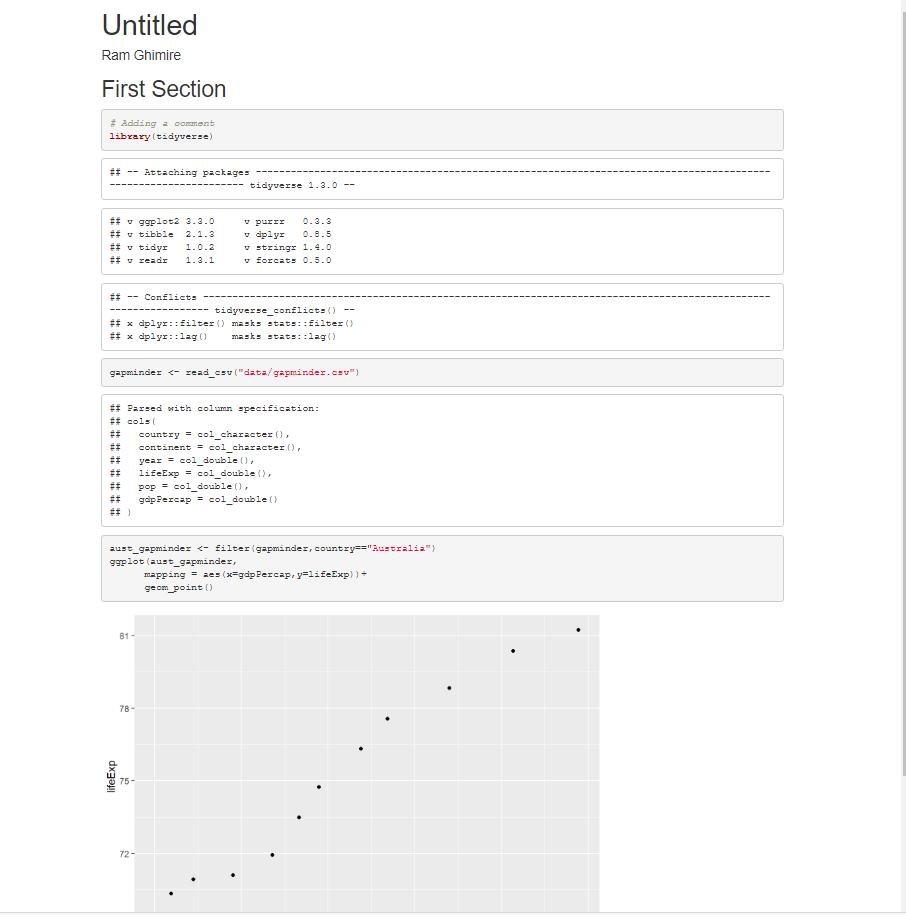 Untitled
Ram Ghimire
First Section
# Adding a comment
library(tidyverse)
## -- Attaching packages ----------------------------------------------------------------------------------------
----------------------- tidyverse 1.3.0 --
## v ggplot2 3.3.0     v purrr   0.3.3
## v tibble  2.1.3     v dplyr   0.8.5
## v tidyr   1.0.2     v stringr 1.4.0
## v readr   1.3.1     v forcats 0.5.0
## -- Conflicts -------------------------------------------------------------------------------------------------
----------------- tidyverse_conflicts() --
## x dplyr::filter() masks stats::filter()
## x dplyr::lag()    masks stats::lag()
gapminder <- read_csv("data/gapminder.csv")
## Parsed with column specification:
## cols(
##   country = col_character(),
##   continent = col_character(),
##   year = col_double(),
##   lifeExp = col_double(),
##   pop = col_double(),
##   gdpPercap = col_double()
## )
aust_gapminder <- filter(gapminder,country=="Australia")
ggplot(aust_gapminder,
      mapping = aes(x=gdpPercap,y=lifeExp))+
      geom_point()
81
78
lifeExp
75
72